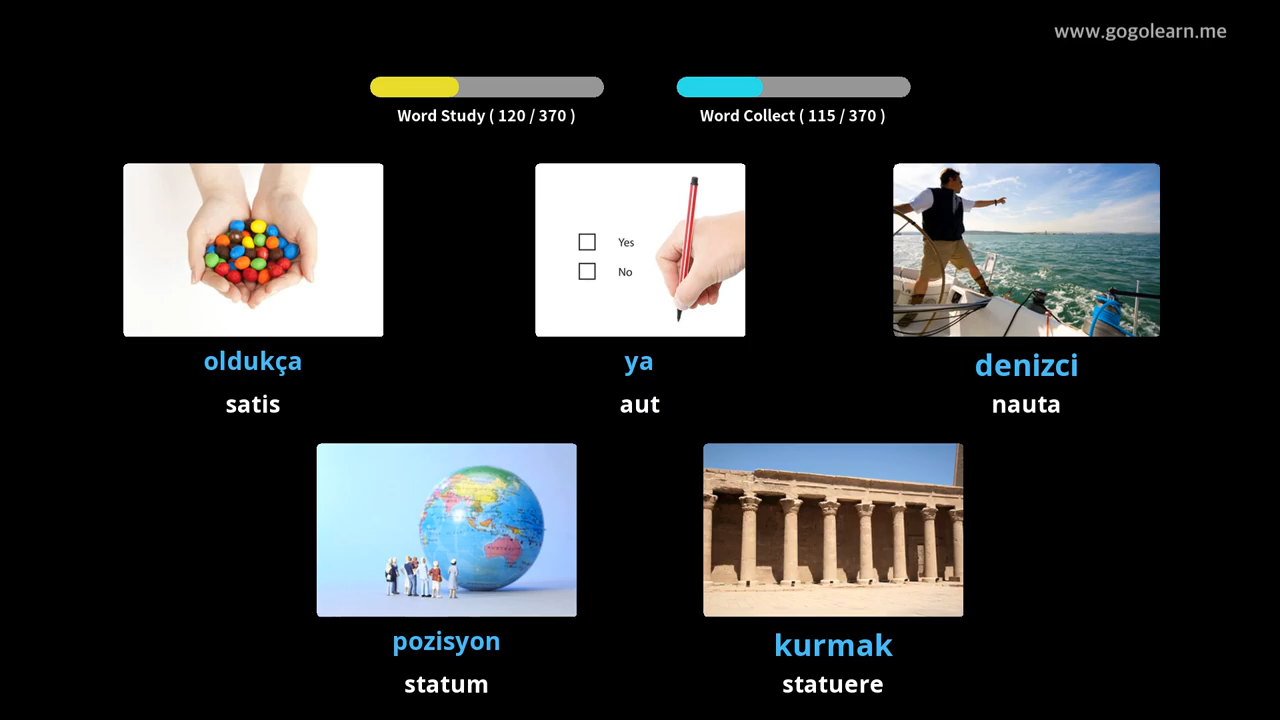 www.gogolearn.me
Word Study ( 120 / 370 )
Word Collect ( 115 / 370 )
Yes
No
oldukça
satis
ya
aut
denizci
nauta
pozisyon
statum
kurmak
statuere